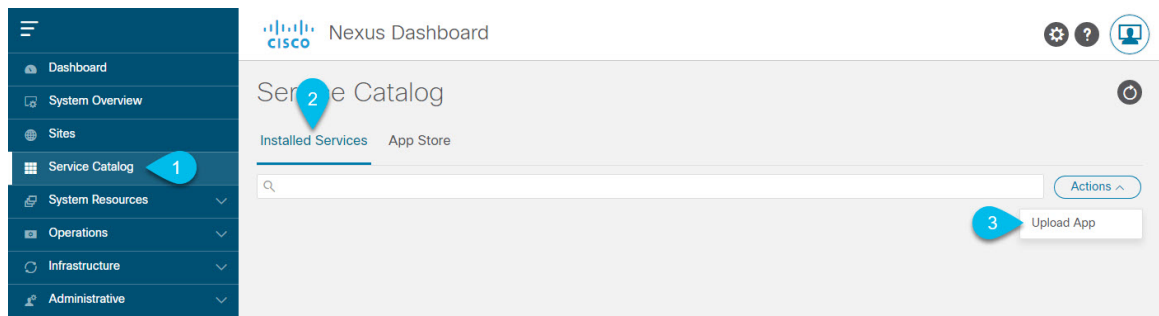 CISCO Nexus Dashboard
Dashboard
System Overview
Sites
Service Catalog 1
System Resources
Operations
Infrastructure
Administrative
Service Catalog
2
Installed Services App Store
Actions
3 Upload App